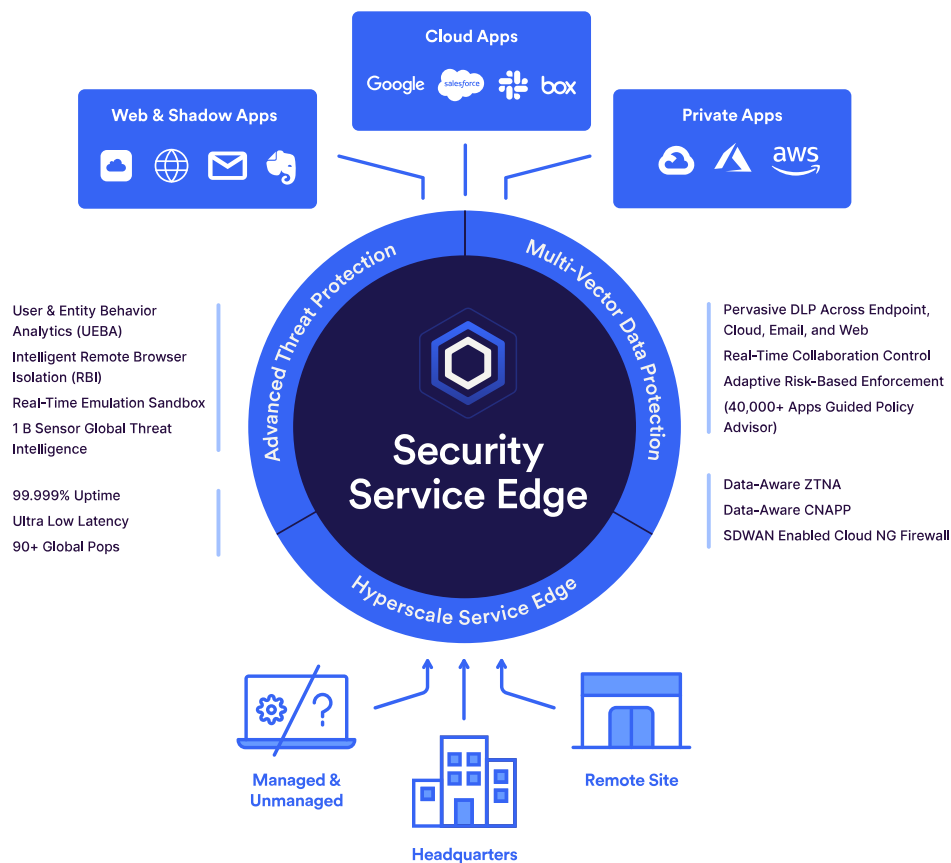 Cloud Apps
Google
salesforce
box
Web & Shadow Apps
Private Apps
aws
Advanced Threat Protection
Multi-Vector Data Protection
User & Entity Behavior
Analytics (UEBA)
Intelligent Remote Browser
Isolation (RBI)
Real-Time Emulation Sandbox
1 B Sensor Global Threat
Intelligence
99.999% Uptime
Ultra Low Latency
90+ Global Pops
Security
Service Edge
Pervasive DLP Across Endpoint,
Cloud, Email, and Web
Real-Time Collaboration Control
Adaptive Risk-Based Enforcement
(40,000+ Apps Guided Policy
Advisor)
Data-Aware ZTNA
Data-Aware CNAPP
SDWAN Enabled Cloud NG Firewall
Hyperscale Service Edge
?
Managed &
Unmanaged
Remote Site
Headquarters